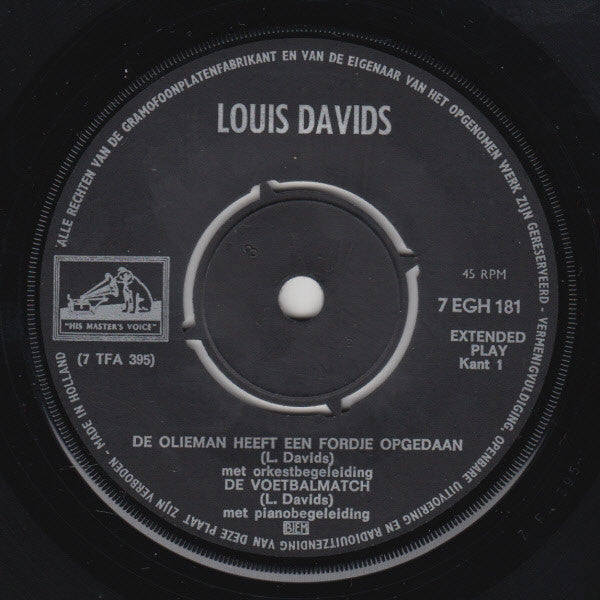 ALLE RECHTEN VAN DE GRAMOFOONPLATENFABRIKANT EN VAN DE EIGENAAR VAN HET OPGENOMEN WERK ZIJN GERESERVEERD - VERMENIGVULDIGING, OPENBARE UITVOERING EN RADIOUITZENDING VAN DEZE PLAAT ZIJN VERBODEN - MADE IN HOLLAND
LOUIS DAVIDS
8
45 RPM
7 EGH 181
"HIS MASTER'S VOICE"
(7 TFA 395)
EXTENDED
PLAY
Kant 1
DE OLIEMAN HEEFT EEN FORDJE OPGEDAAN
(L. Davids)
met orkestbegeleiding
DE VOETBALMATCH
(L. Davids)
met pianobegeleiding
BIEM